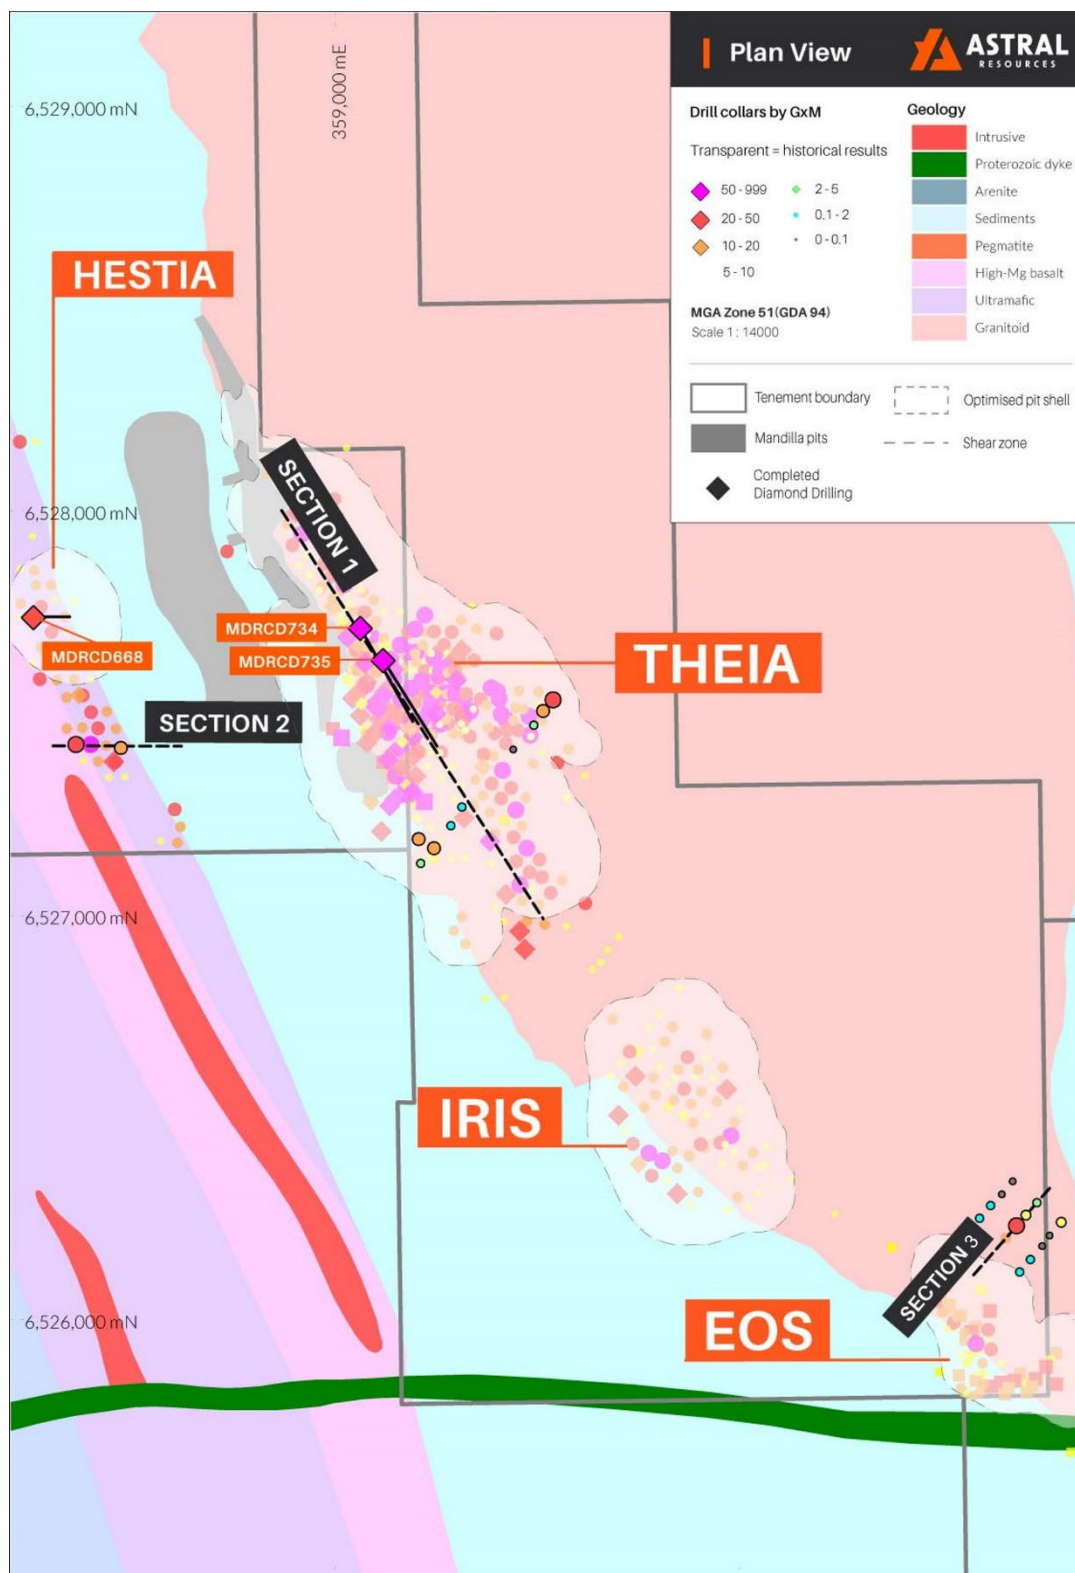 Plan View
ASTRAL
RESOURCES
Drill collars by GxM
Transparent = historical results
50 - 999
20 - 50
10 - 20
5 - 10
2 - 5
0.1 - 2
0 - 0.1
MGA Zone 51(GDA 94)
Scale 1 : 14000
Geology
Intrusive
Proterozoic dyke
Arenite
Sediments
Pegmatite
High-Mg basalt
Ultramafic
Granitoid
Tenement boundary
Optimised pit shell
Mandilla pits
Shear zone
Completed
Diamond Drilling
359,000 mE
6,529,000 mN
HESTIA
6,528,000 mN
SECTION 1
MDRCD734
MDRCD735
MDRCD668
THEIA
SECTION 2
6,527,000 mN
IRIS
SECTION 3
6,526,000 mN
EOS